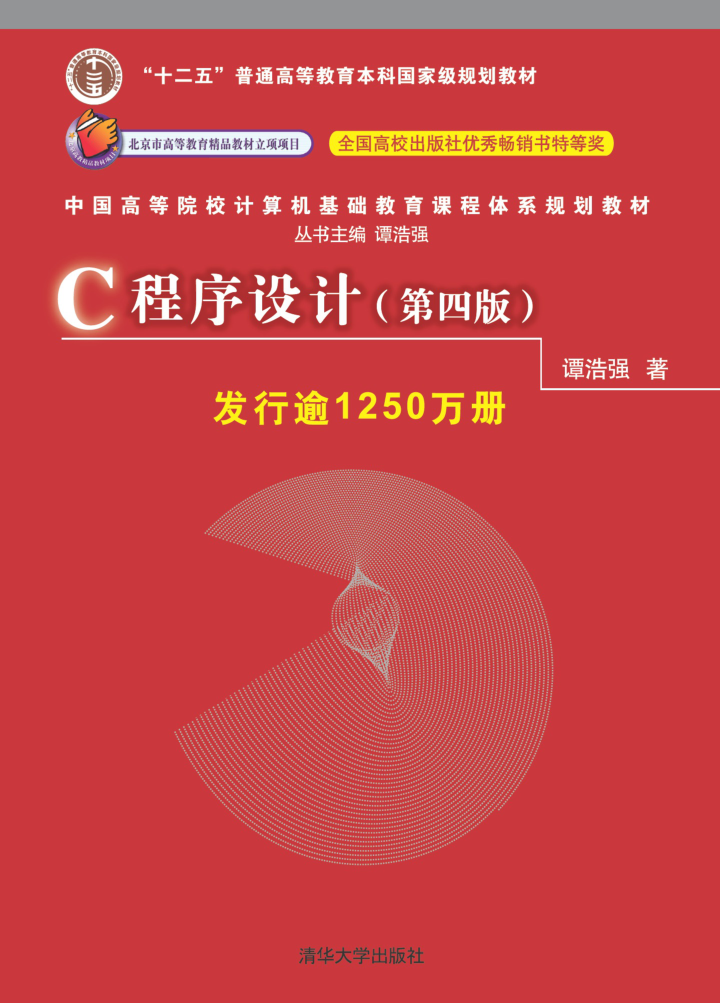 “十二五”普通高等教育本科国家级规划教材
北京市高等教育精品教材立项项目
全国高校出版社优秀畅销书特等奖
中国高等院校计算机基础教育课程体系规划教材
丛书主编 谭浩强
C程序设计（第四版）
谭浩强 著
发行逾1250万册
清华大学出版社